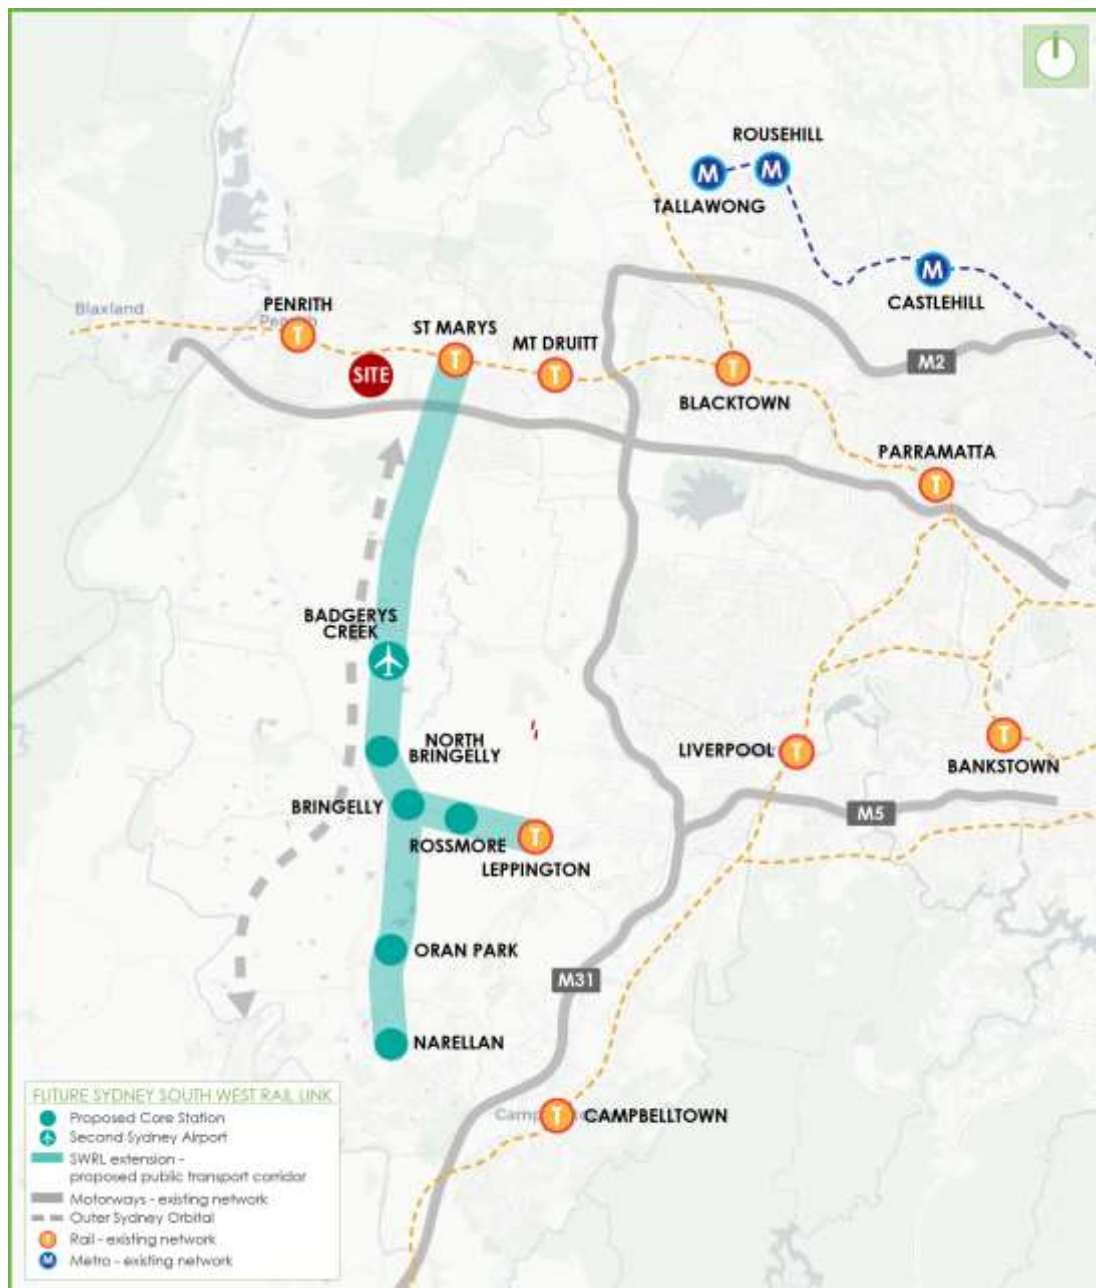 ROUSEHILL
M
M
TALLAWONG
M
CASTLEHILL
Blaxland
PENRITH
T
ST MARYS
T
MT DRUITT
T
SITE
T
BLACKTOWN
M2
PARRAMATTA
T
BADGERYS
CREEK
NORTH
BRINGELLY
LIVERPOOL
T
T
BANKSTOWN
BRINGELLY
M5
ROSSMORE
T
LEPPINGTON
ORAN PARK
M31
NARELLAN
T
CAMPBELLTOWN
FUTURE SYDNEY SOUTH WEST RAIL LINK
Proposed Core Station
Second Sydney Airport
SWRL extension -
proposed public transport corridor
Motorways - existing network
Outer Sydney Orbital
T Rail - existing network
M Metro - existing network